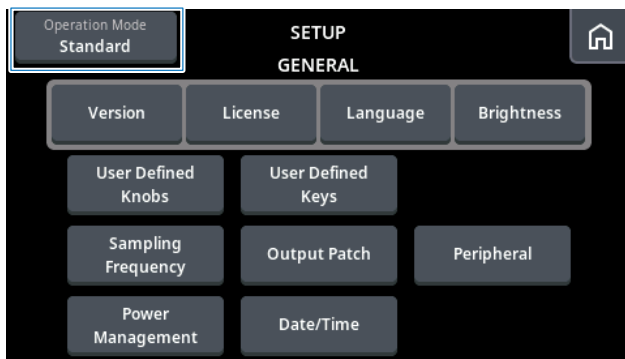 Operation Mode
Standard
SETUP
GENERAL
Version
License
Language
Brightness
User Defined
Knobs
User Defined
Keys
Sampling
Frequency
Output Patch
Peripheral
Power
Management
Date/Time